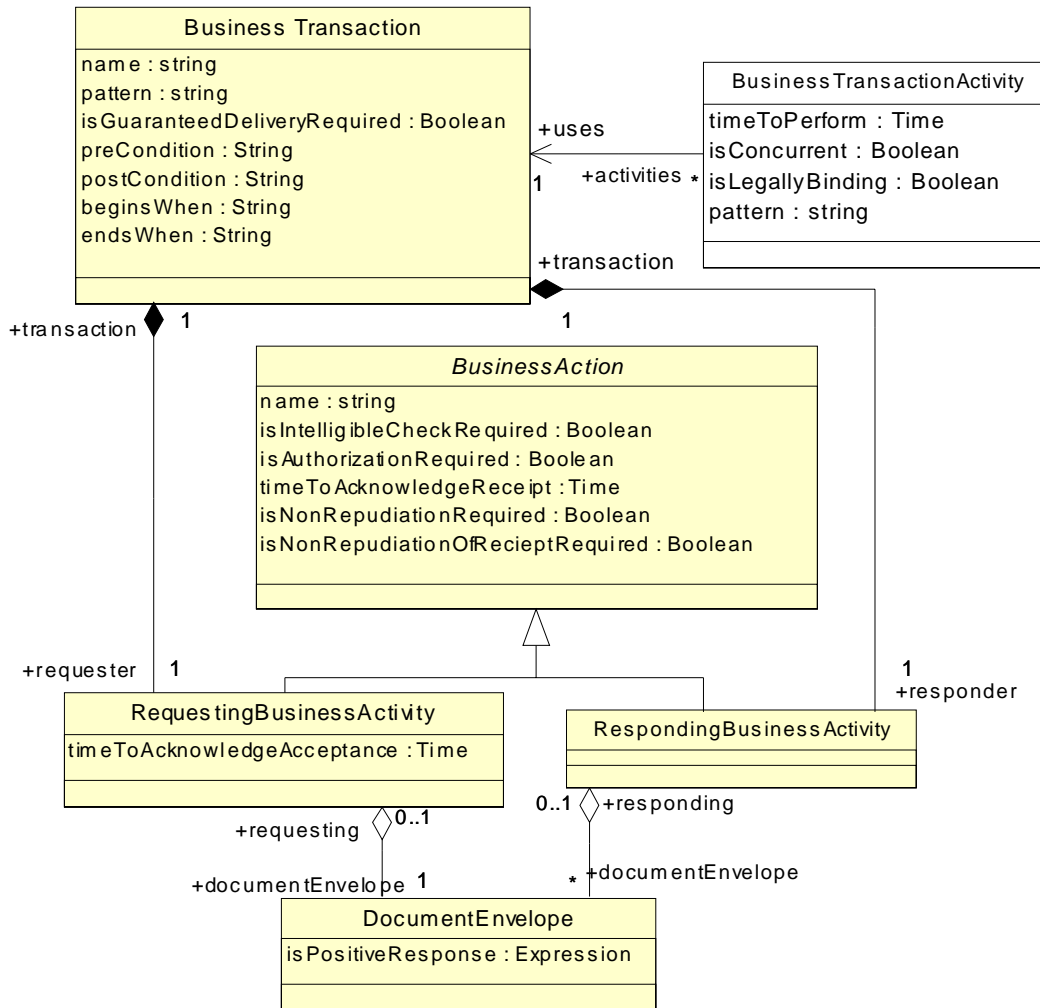 Business Transaction
name : string
pattern : string
isGuaranteedDeliveryRequired : Boolean
preCondition : String
postCondition : String
beginsWhen : String
endsWhen : String
BusinessTransactionActivity
timeToPerform : Time
isConcurrent : Boolean
isLegallyBinding : Boolean
pattern : string
+uses
1
+activities *
+transaction
1
+transaction
1
BusinessAction
name : string
isIntelligibleCheckRequired : Boolean
isAuthorizationRequired : Boolean
timeToAcknowledgeReceipt : Time
isNonRepudiationRequired : Boolean
isNonRepudiationOfRecieptRequired : Boolean
+requester 1
1
+responder
RequestingBusinessActivity
timeToAcknowledgeAcceptance : Time
RespondingBusinessActivity
0..1
+requesting
0..1 +responding
+documentEnvelope 1
* +documentEnvelope
DocumentEnvelope
isPositiveResponse : Expression